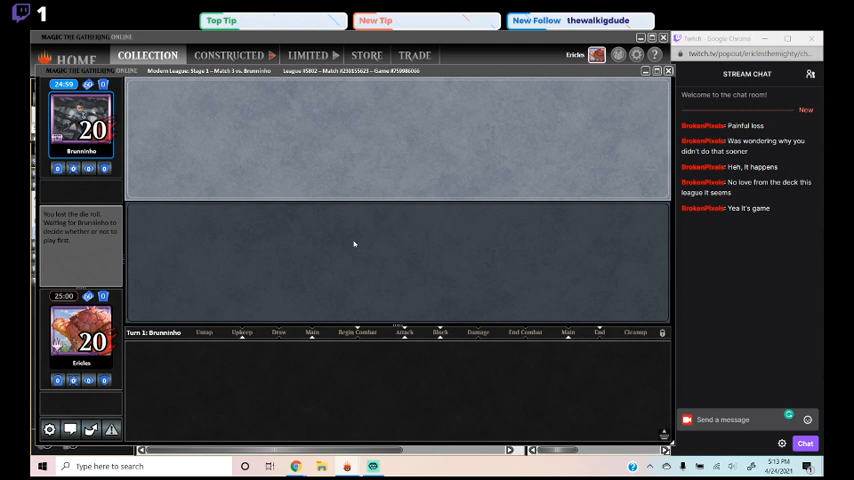 1
Top Tip
New Tip
New Follow thewalkigdude
MAGIC THE GATHERING ONLINE
HOME
COLLECTION
CONSTRUCTED
LIMITED
STORE
TRADE
Ericles
MAGIC THE GATHERING ONLINE
Modern League: Stage 1 – Match 3 vs. Brunninho
Twitch - Google Chrome
STREAM CHAT
Welcome to the chat room!
New
BrokenPixels: Painful loss
BrokenPixels: Was wondering why you
didn't do that sooner
BrokenPixels: Heh, It happens
BrokenPixels: No love from the deck this
league it seems
BrokenPixels: Yea it's game
24:59
0
20
Brunninho
0 0 0 0
You lost the die roll.
Waiting for Brunninho to
decide whether or not to
play first.
25:00
0
20
Ericles
0 0 0 0
Turn 1: Brunninho
Untap
Upkeep
Draw
Main
Begin Combat
Attack
Block
Damage
End Combat
Main
End
Cleanup
Send a message
Chat
Type here to search
5:13 PM
4/24/2021